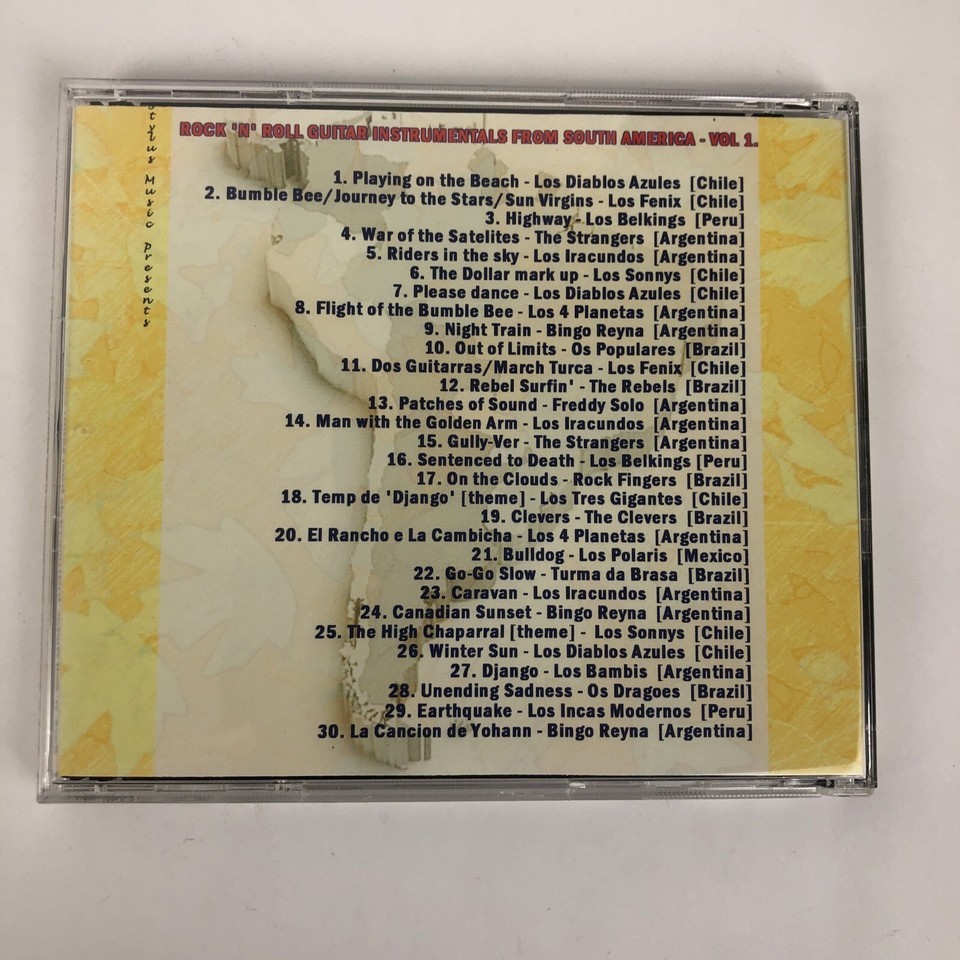 ROCK 'N' ROLL GUITAR INSTRUMENTALS FROM SOUTH AMERICA - VOL 1.
stylus Music presents
1. Playing on the Beach - Los Diablos Azules [Chile]
2. Bumble Bee/Journey to the Stars/Sun Virgins - Los Fenix [Chile]
3. Highway - Los Belkings [Peru]
4. War of the Satelites - The Strangers [Argentina]
5. Riders in the sky - Los Iracundos [Argentina]
6. The Dollar mark up - Los Sonnys [Chile]
7. Please dance - Los Diablos Azules [Chile]
8. Flight of the Bumble Bee - Los 4 Planetas [Argentina]
9. Night Train - Bingo Reyna [Argentina]
10. Out of Limits - Os Populares [Brazil]
11. Dos Guitarras/March Turca - Los Fenix [Chile]
12. Rebel Surfin' - The Rebels [Brazil]
13. Patches of Sound - Freddy Solo [Argentina]
14. Man with the Golden Arm - Los Iracundos [Argentina]
15. Gully-Ver - The Strangers [Argentina]
16. Sentenced to Death - Los Belkings [Peru]
17. On the Clouds - Rock Fingers [Brazil]
18. Temp de 'Django' [theme] - Los Tres Gigantes [Chile]
19. Clevers - The Clevers [Brazil]
20. El Rancho e La Cambicha - Los 4 Planetas [Argentina]
21. Bulldog - Los Polaris [Mexico]
22. Go-Go Slow - Turma da Brasa [Brazil]
23. Caravan - Los Iracundos [Argentina]
24. Canadian Sunset - Bingo Reyna [Argentina]
25. The High Chaparral [theme] - Los Sonnys [Chile]
26. Winter Sun - Los Diablos Azules [Chile]
27. Django - Los Bambis [Argentina]
28. Unending Sadness - Os Dragoes [Brazil]
29. Earthquake - Los Incas Modernos [Peru]
30. La Cancion de Yohann - Bingo Reyna [Argentina]